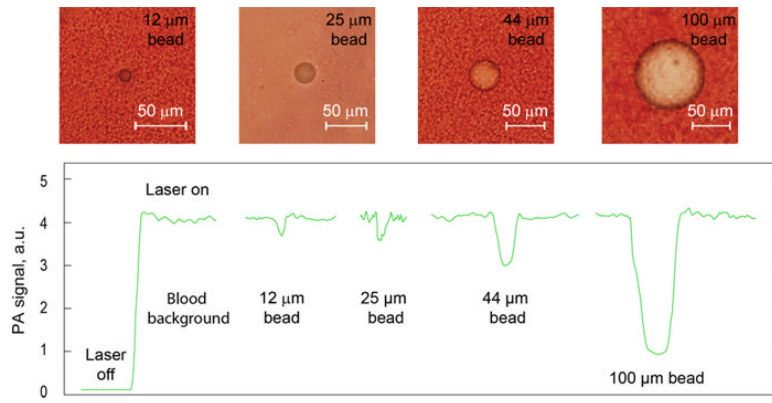 12 μm
bead
50 μm
25 μm
bead
50 μm
44 μm
bead
50 μm
100 μm
bead
50 μm
PA signal, a.u.
5
4
3
2
1
0
Laser on
Laser
off
Blood
background
12 μm
bead
25 μm
bead
44 μm
bead
100 μm bead